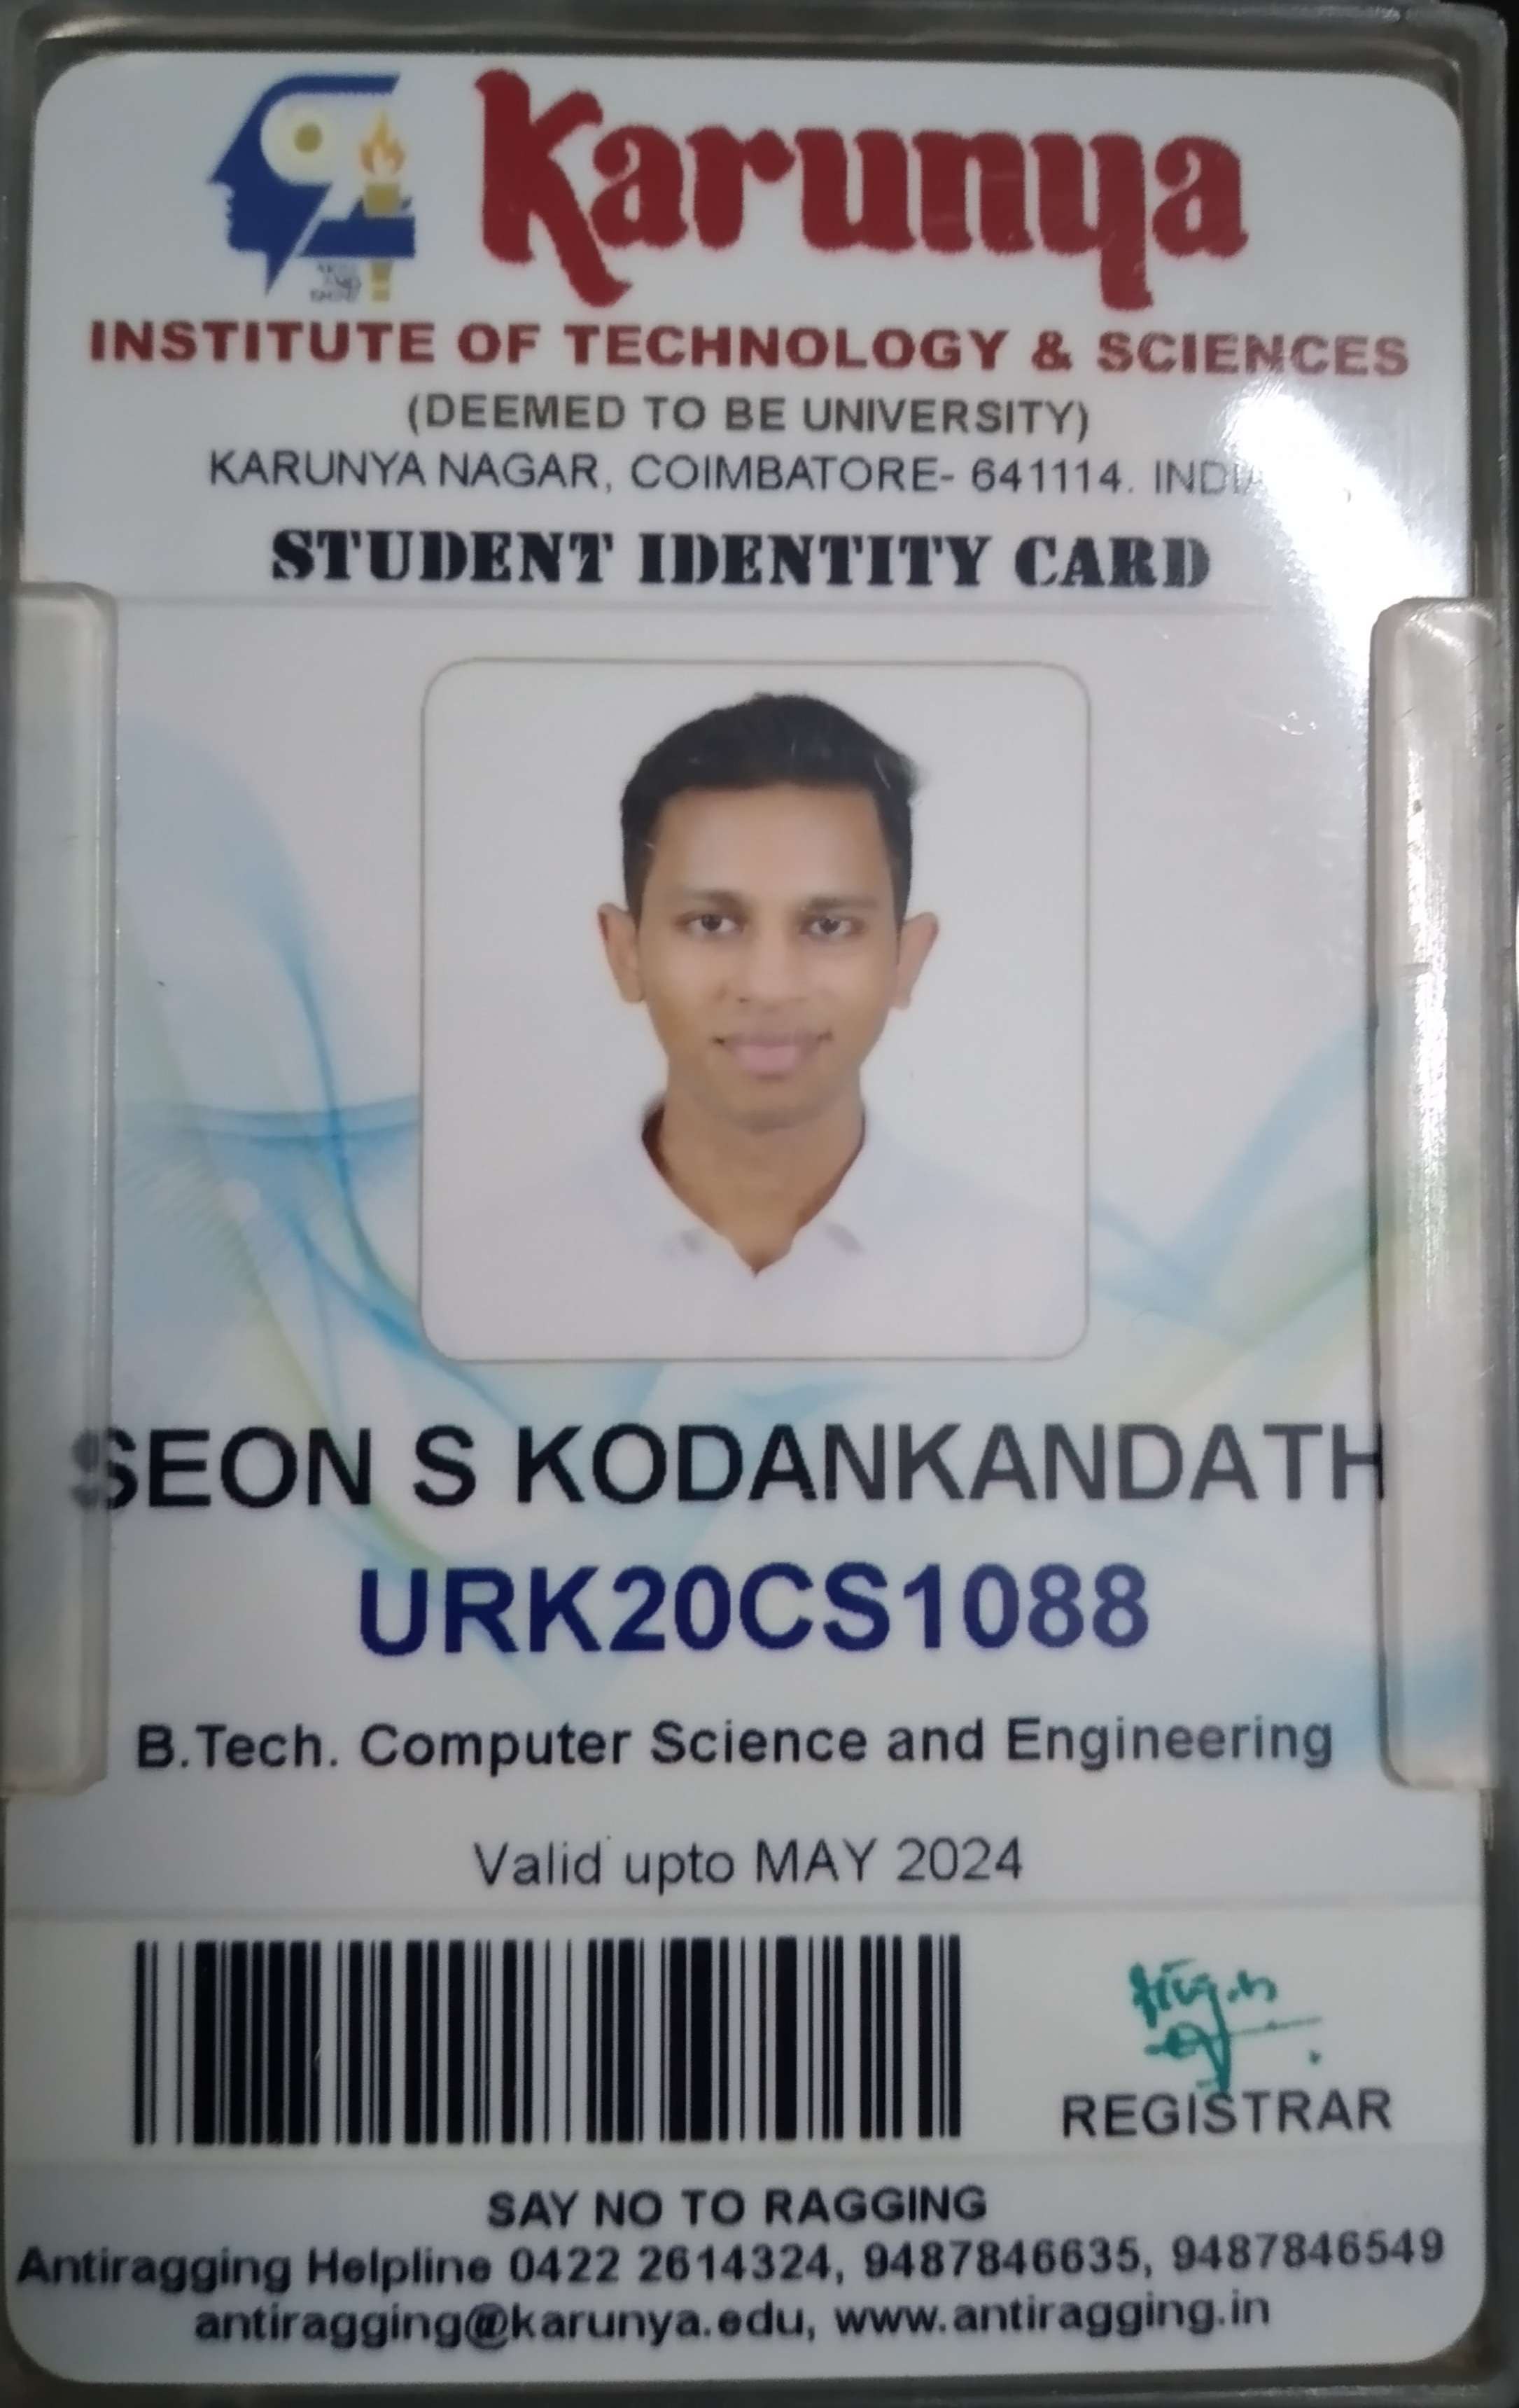 Karunya
INSTITUTE OF TECHNOLOGY & SCIENCES
(DEEMED TO BE UNIVERSITY)
KARUNYA NAGAR, COIMBATORE- 641114. INDIA
STUDENT IDENTITY CARD
SEON S KODANKANDATH
URK20CS1088
B.Tech. Computer Science and Engineering
Valid upto MAY 2024
REGISTRAR
SAY NO TO RAGGING
Antiragging Helpline 0422 2614324, 9487846635, 9487846549
antiragging@karunya.edu, www.antiragging.in